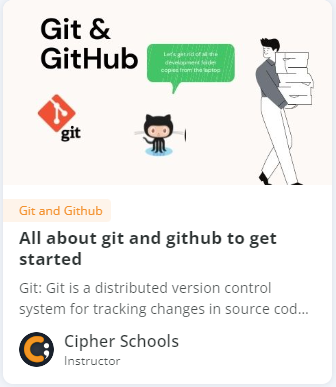 Git &
GitHub
Let's get rid of all the
development folder
copies from the laptop
git
Git and Github
All about git and github to get
started
Git: Git is a distributed version control
system for tracking changes in source cod...
Cipher Schools
Instructor